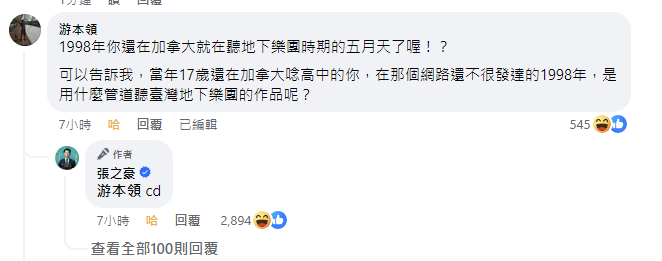 1分鐘 讚 回覆
游本領
1998年你還在加拿大就在聽地下樂團時期的五月天了喔！？
可以告訴我，當年17歲還在加拿大唸高中的你，在那個網路還不很發達的1998年，是
用什麼管道聽臺灣地下樂團的作品呢？
7小時 哈 回覆 已編輯 545
作者
張之豪
游本領 cd
7小時 哈 回覆 2,894
查看全部100則回覆